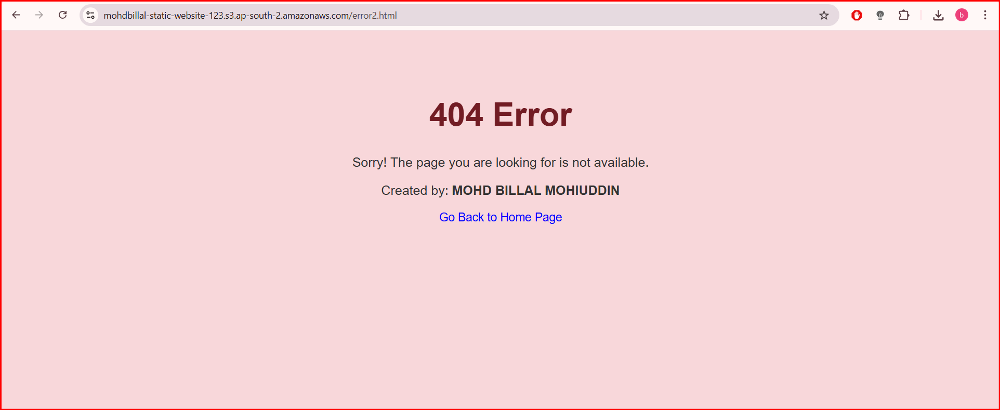 mohdbillal-static-website-123.s3.ap-south-2.amazonaws.com/error2.html
b
404 Error
Sorry! The page you are looking for is not available.
Created by: MOHD BILLAL MOHIUDDIN
Go Back to Home Page